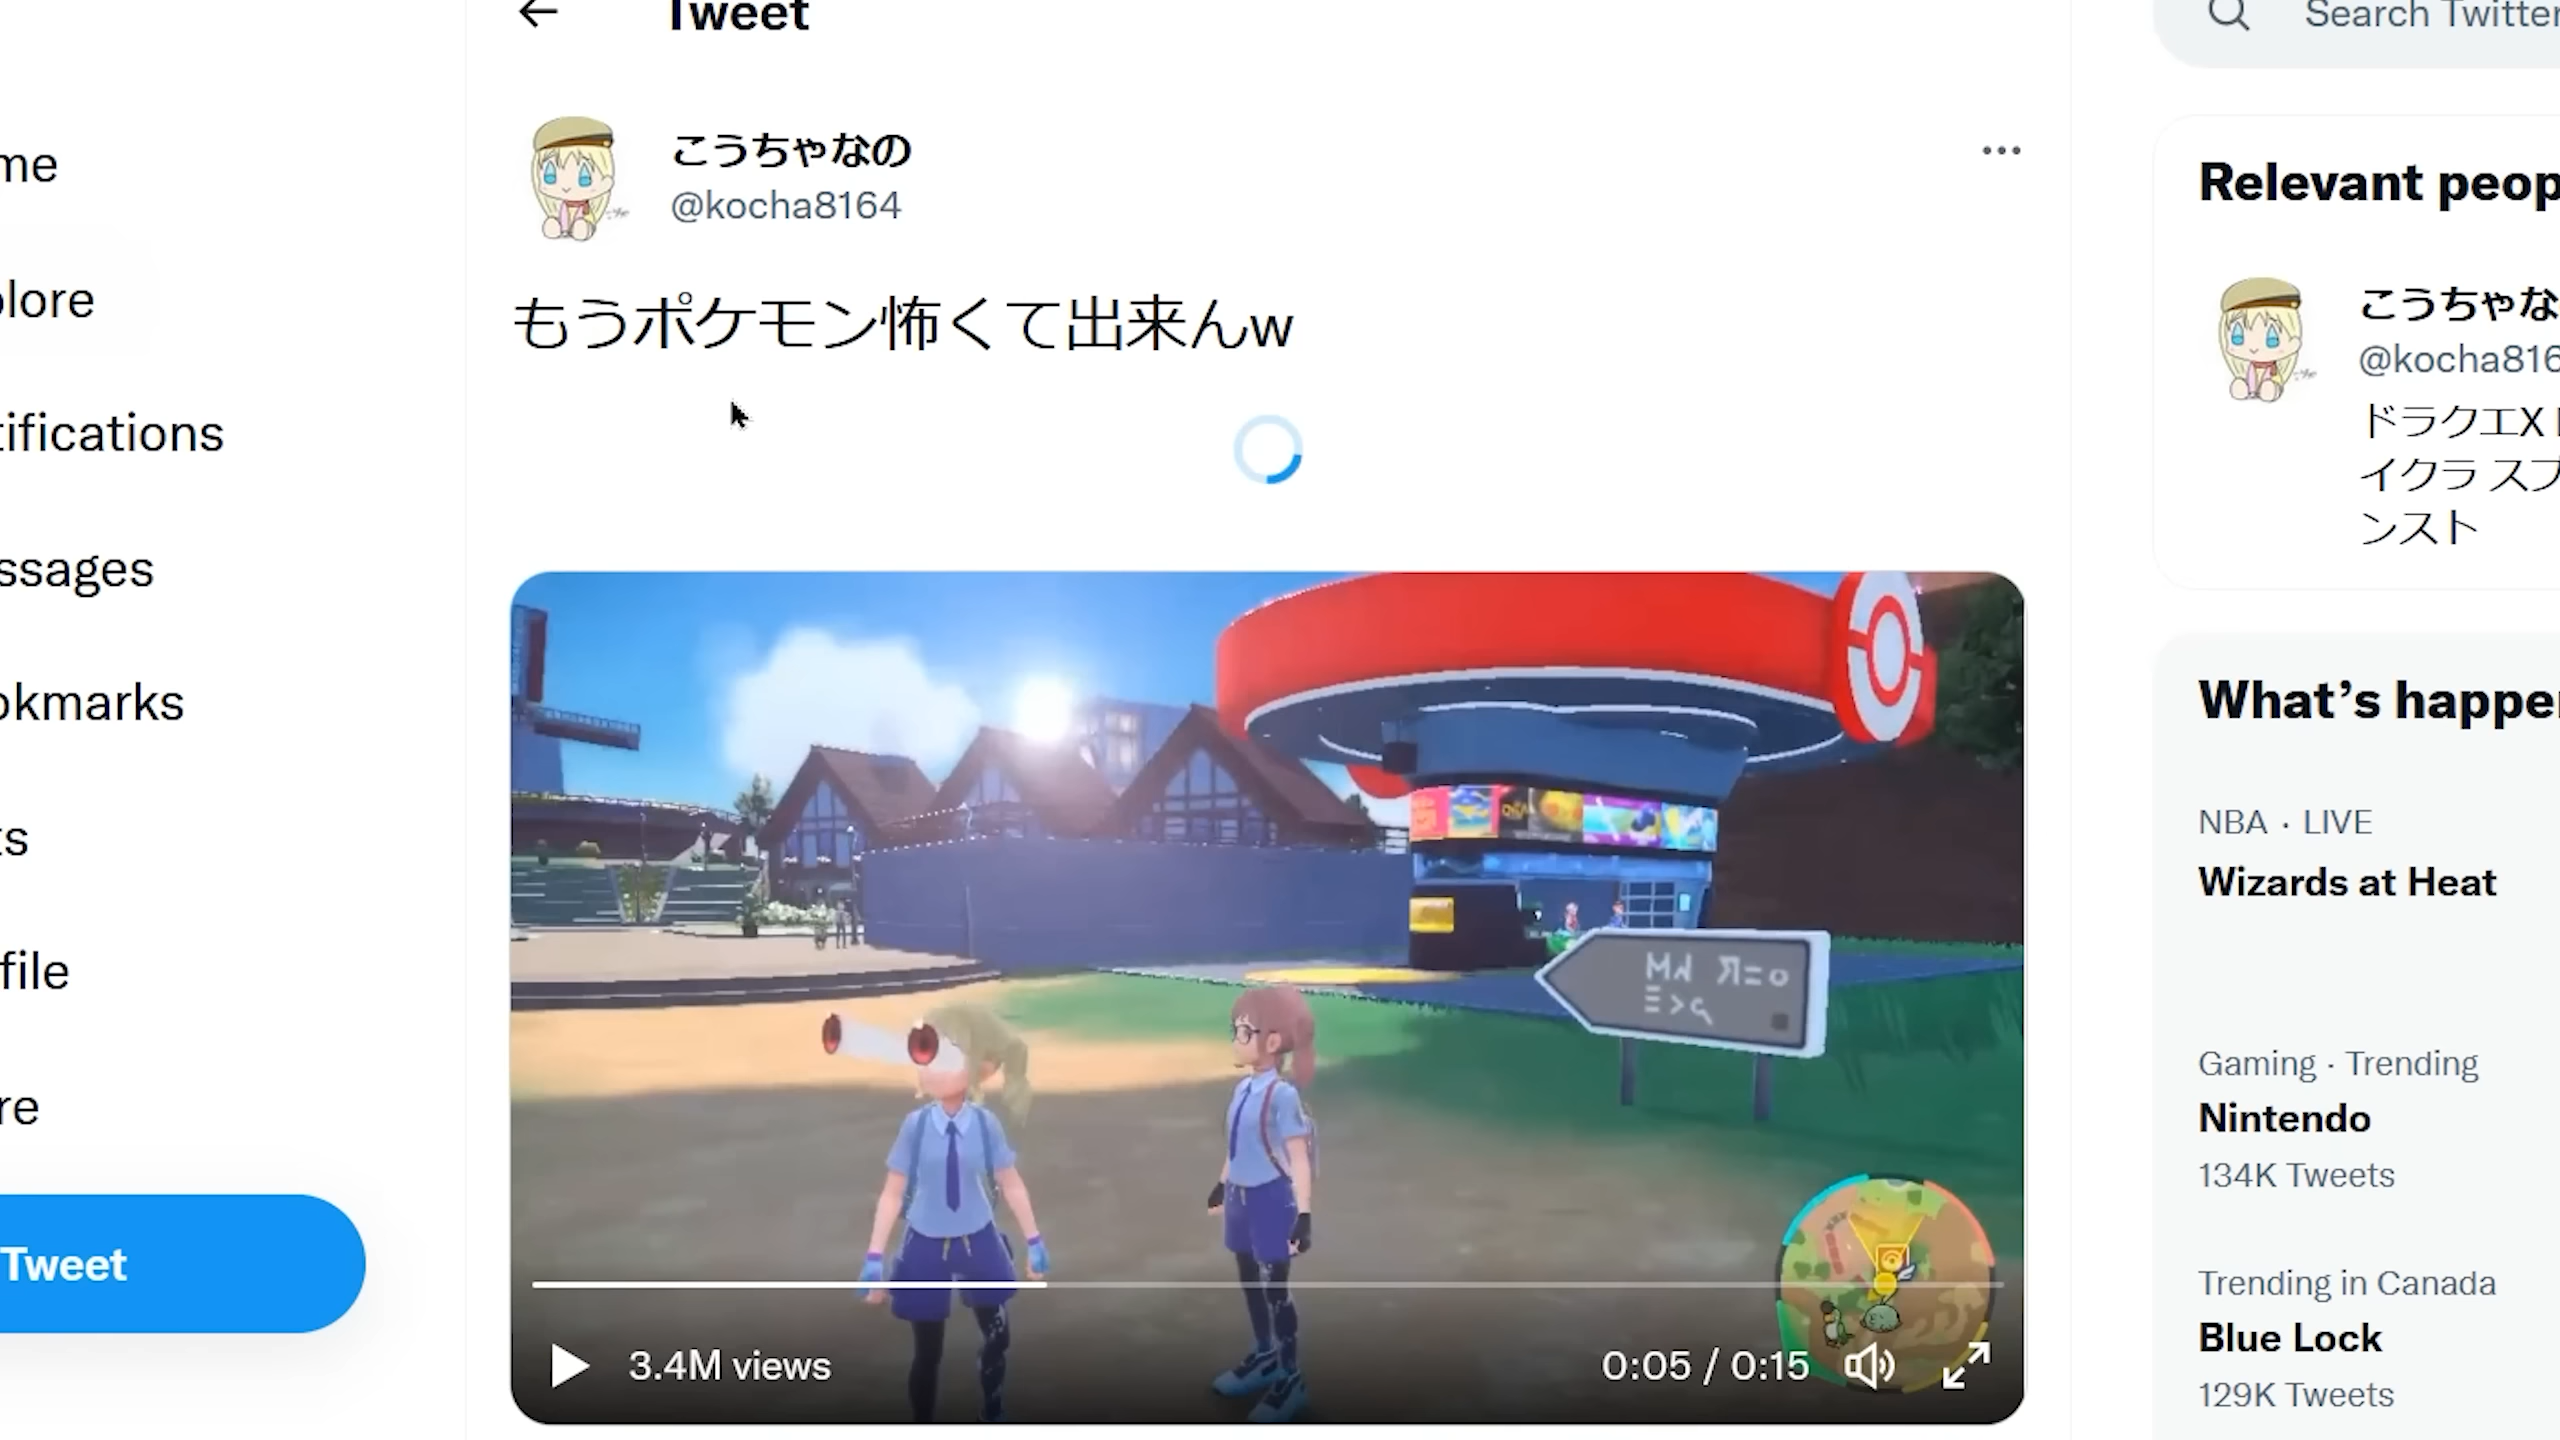 Tweet
Search Twitter
me
こうちゃなの
@kocha8164
もうポケモン怖くて出来んw
plore
tifications
ssages
okmarks
ts
file
re
Tweet
3.4M views
0:05 / 0:15
Relevant peop
こうちゃな
@kocha816
ドラクエX
イクラ スプ
ンスト
What's happe
NBA · LIVE
Wizards at Heat
Gaming · Trending
Nintendo
134K Tweets
Trending in Canada
Blue Lock
129K Tweets